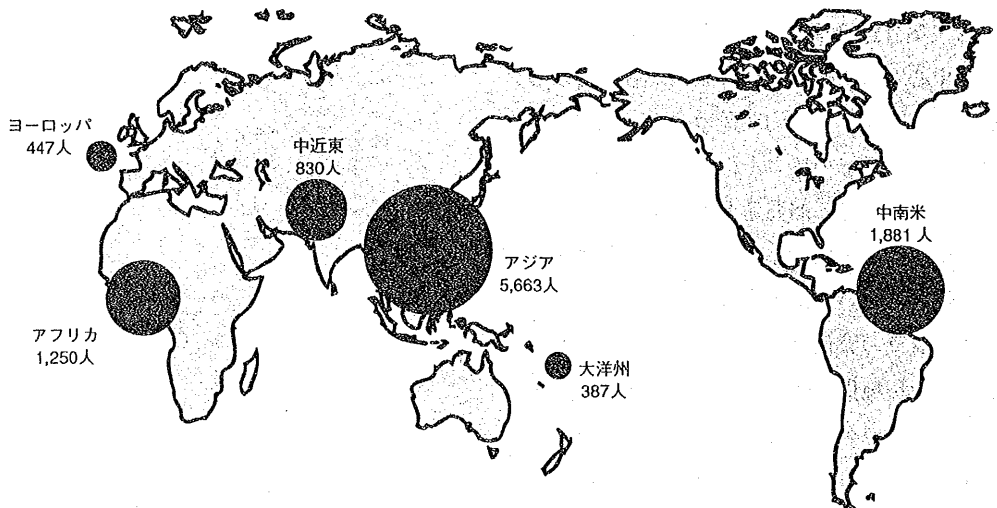 ヨーロッパ
447人
中近東
830人
中南米
1,881人
アジア
5,663人
アフリカ
1,250人
大洋州
387人